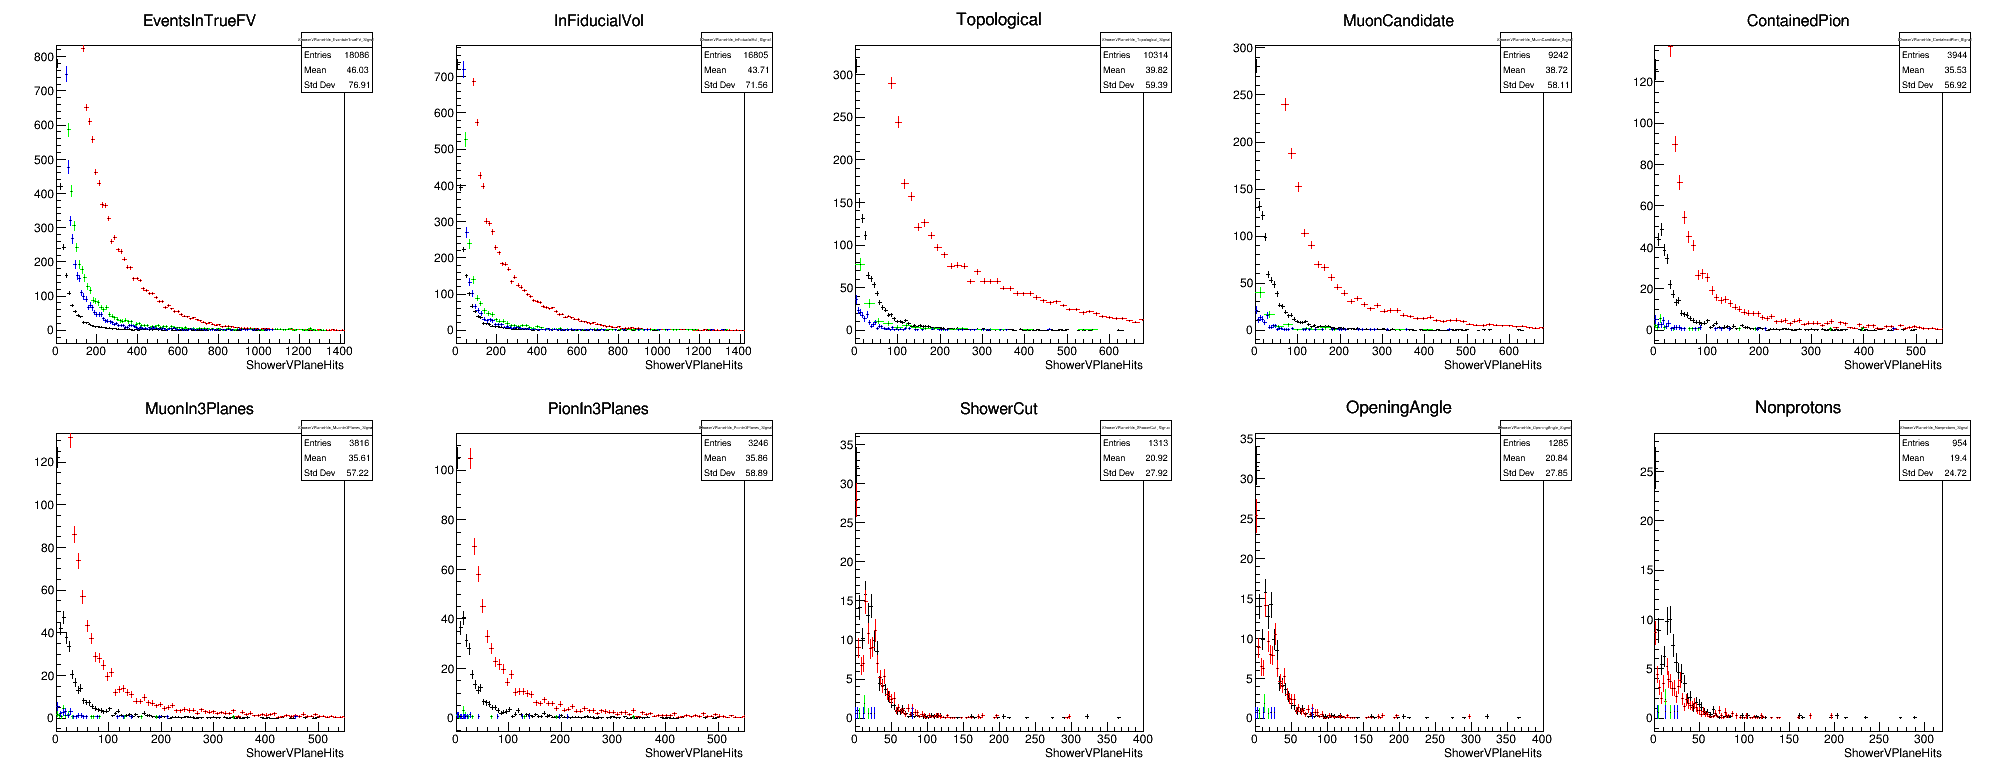 EventsInTrueFV
Entries 18086
Mean 46.03
Std Dev 76.91
800
700
600
500
400
300
200
100
0
0 200 400 600 800 1000 1200 1400
ShowerVPlaneHits
InFiducialVol
Entries 16805
Mean 43.71
Std Dev 71.56
700
600
500
400
300
200
100
0
0 200 400 600 800 1000 1200 1400
ShowerVPlaneHits
Topological
Entries 10314
Mean 39.82
Std Dev 59.39
300
250
200
150
100
50
0
0 100 200 300 400 500 600
ShowerVPlaneHits
MuonCandidate
Entries 9242
Mean 38.72
Std Dev 58.11
300
250
200
150
100
50
0
0 100 200 300 400 500 600
ShowerVPlaneHits
ContainedPion
Entries 3944
Mean 35.53
Std Dev 56.92
120
100
80
60
40
20
0
0 100 200 300 400 500
ShowerVPlaneHits
MuonIn3Planes
Entries 3816
Mean 35.61
Std Dev 57.22
120
100
80
60
40
20
0
0 100 200 300 400 500
ShowerVPlaneHits
PionIn3Planes
Entries 3246
Mean 35.86
Std Dev 58.89
100
80
60
40
20
0
0 100 200 300 400 500
ShowerVPlaneHits
ShowerCut
Entries 1313
Mean 20.92
Std Dev 27.92
35
30
25
20
15
10
5
0
0 50 100 150 200 250 300 350 400
ShowerVPlaneHits
OpeningAngle
Entries 1285
Mean 20.84
Std Dev 27.85
35
30
25
20
15
10
5
0
0 50 100 150 200 250 300 350 400
ShowerVPlaneHits
Nonprotons
Entries 954
Mean 19.4
Std Dev 24.72
25
20
15
10
5
0
0 50 100 150 200 250 300
ShowerVPlaneHits